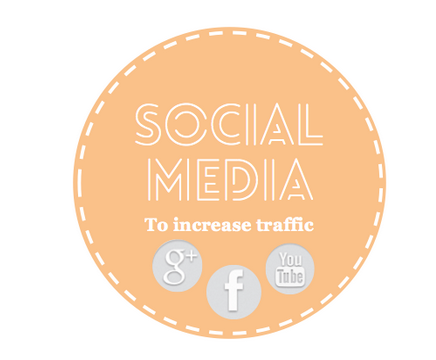 SOCIAL
MEDIA
To increase traffic
g+
f
You
Tube